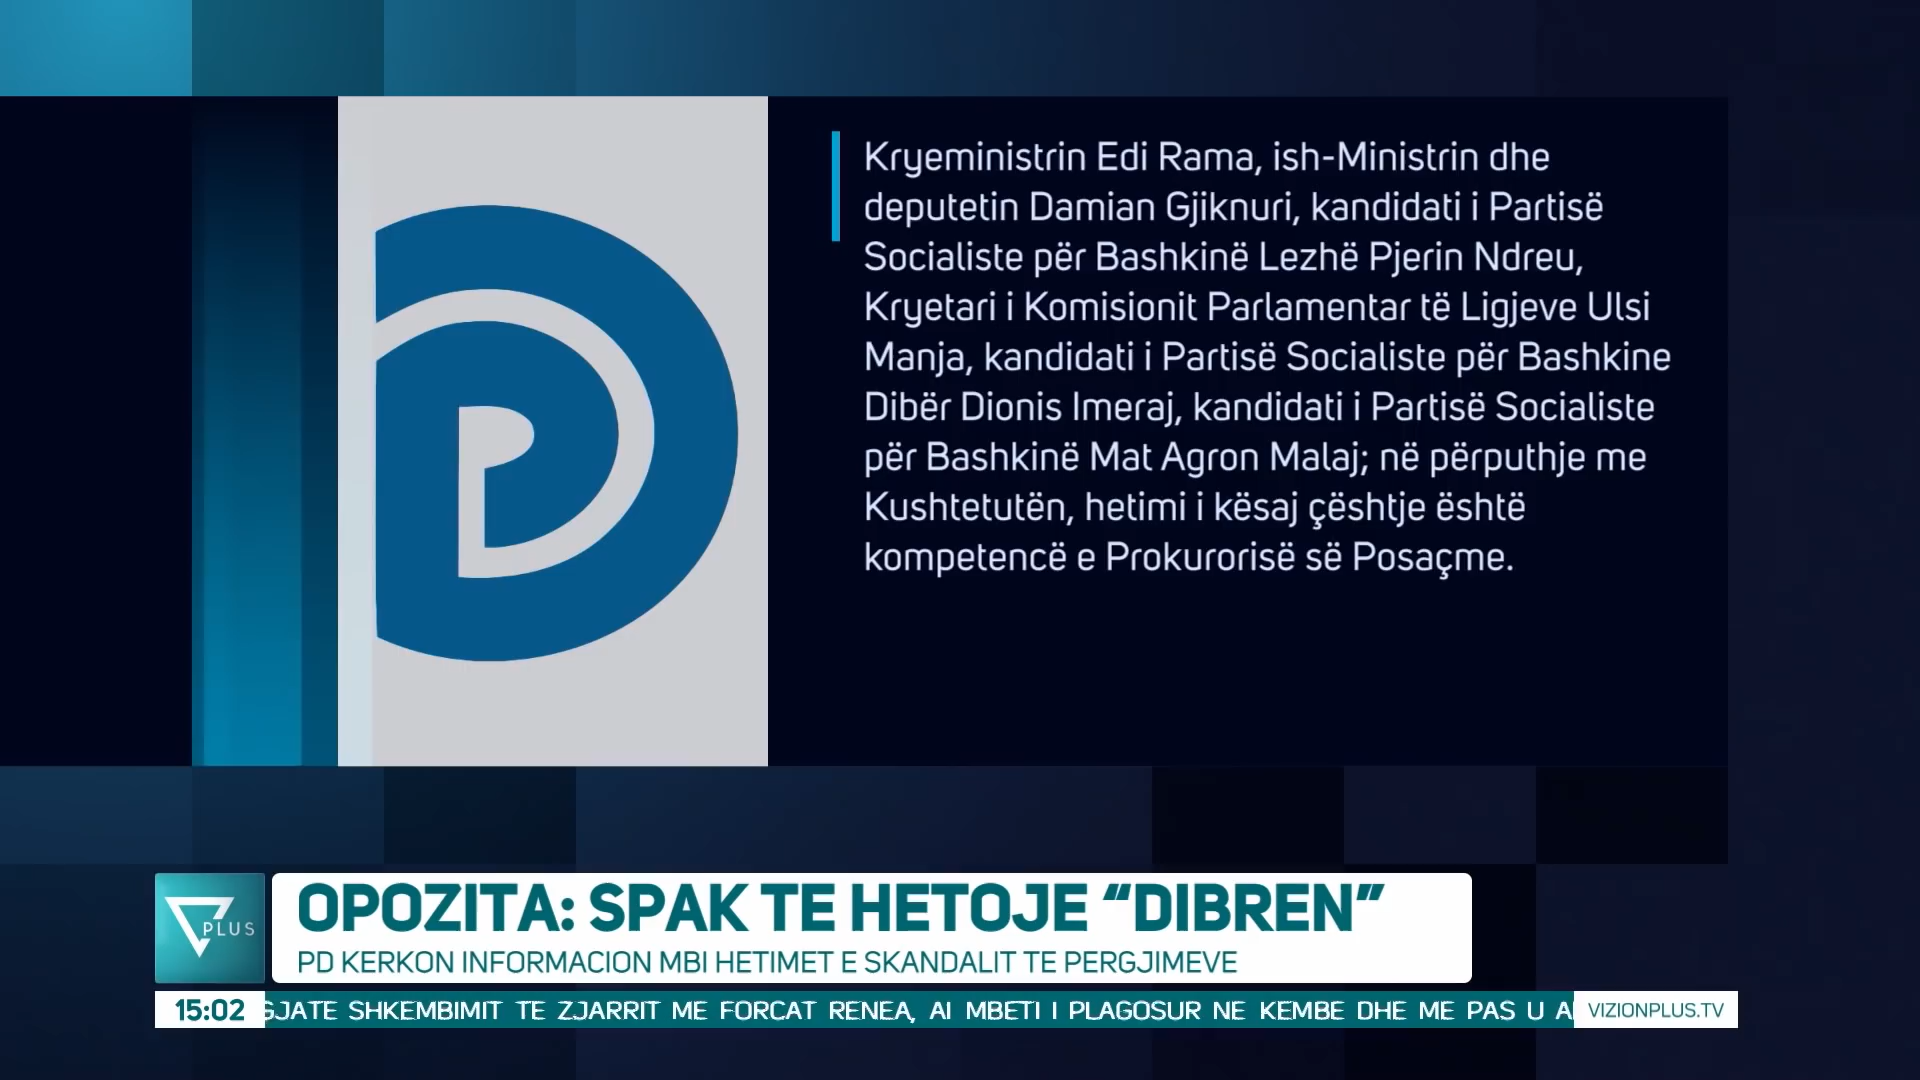 Kryeministrin Edi Rama, ish-Ministrin dhe
deputetin Damian Gjiknuri, kandidati i Partisë
Socialiste për Bashkinë Lezhë Pjerin Ndreu,
Kryetari i Komisionit Parlamentar të Ligjeve Ulsi
Manja, kandidati i Partisë Socialiste për Bashkine
Dibër Dionis Imeraj, kandidati i Partisë Socialiste
për Bashkinë Mat Agron Malaj; në përputhje me
Kushtetutën, hetimi i kësaj çështje është
kompetencë e Prokurorisë së Posaçme.
PLUS
OPOZITA: SPAK TE HETOJE “DIBREN”
PD KERKON INFORMACION MBI HETIMET E SKANDALIT TE PERGJIMEVE
15:02 GJATE SHKEMBIMIT TE ZJARRIT ME FORCAT RENEA, AI MBETI I PLAGOSUR NE KEMBE DHE ME PAS U VIZIONPLUS.TV